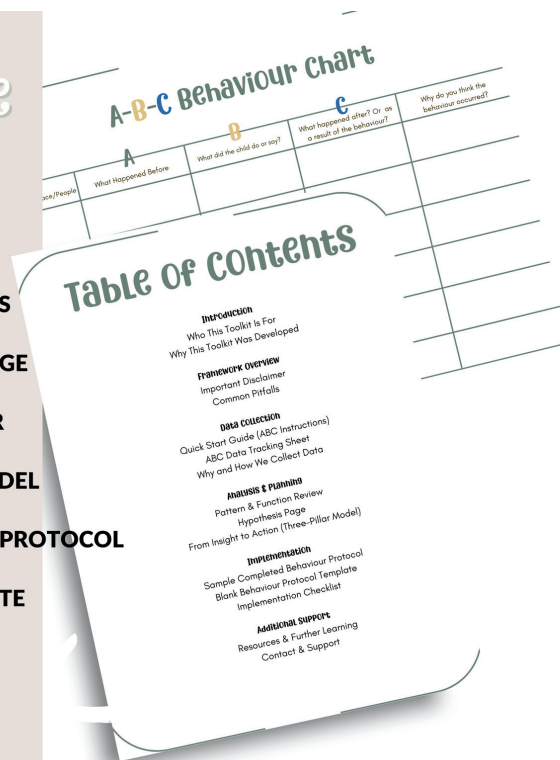 A-B-C Behaviour Chart
A
B
C
ace/People
What Happened Before
What did the child do or say?
What happened after? Or as
a result of the behaviour?
Why do you think the
behaviour occurred?
Table of Contents
Introduction
Who This Toolkit Is For
Why This Toolkit Was Developed
Framework Overview
Important Disclaimer
Common Pitfalls
Data Collection
Quick Start Guide (ABC Instructions)
ABC Data Tracking Sheet
Why and How We Collect Data
Analysis & Planning
Pattern & Function Review
Hypothesis Page
From Insight to Action (Three-Pillar Model)
Implementation
Sample Completed Behaviour Protocol
Blank Behaviour Protocol Template
Implementation Checklist
Additional Support
Resources & Further Learning
Contact & Support
S
GE
R
DEL
PROTOCOL
TE